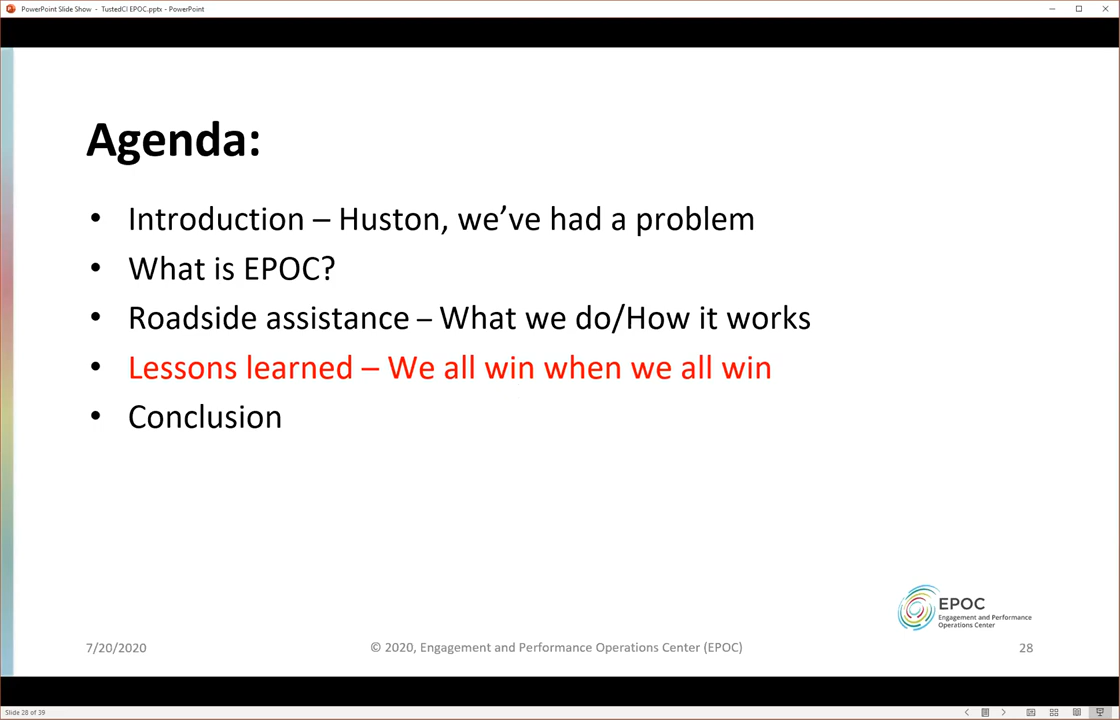 PowerPoint Slide Show - TustedCI EPOC.pptx - PowerPoint
Agenda:
• Introduction – Huston, we’ve had a problem
• What is EPOC?
• Roadside assistance – What we do/How it works
• Lessons learned – We all win when we all win
• Conclusion
EPOC
Engagement and Performance
Operations Center
7/20/2020
© 2020, Engagement and Performance Operations Center (EPOC)
28
Slide 28 of 39